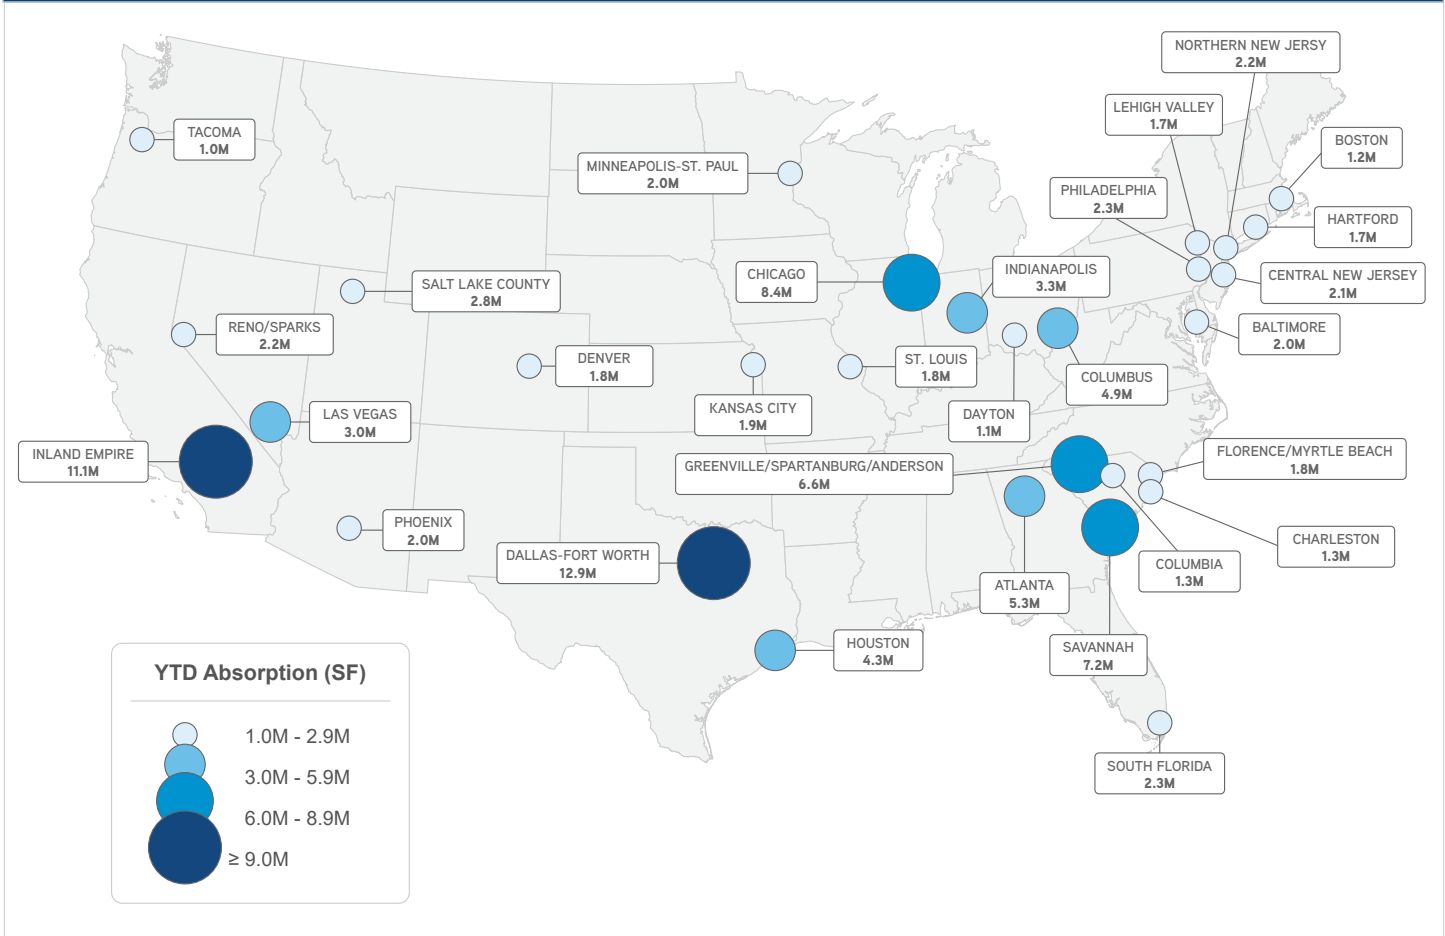 NORTHERN NEW JERSY
2.2M
LEHIGH VALLEY
1.7M
TACOMA
1.0M
BOSTON
1.2M
MINNEAPOLIS-ST. PAUL
2.0M
PHILADELPHIA
2.3M
HARTFORD
1.7M
CHICAGO
8.4M
INDIANAPOLIS
3.3M
CENTRAL NEW JERSEY
2.1M
SALT LAKE COUNTY
2.8M
RENO/SPARKS
2.2M
BALTIMORE
2.0M
DENVER
1.8M
ST. LOUIS
1.8M
COLUMBUS
4.9M
KANSAS CITY
1.9M
DAYTON
1.1M
LAS VEGAS
3.0M
INLAND EMPIRE
11.1M
GREENVILLE/SPARTANBURG/ANDERSON
6.6M
FLORENCE/MYRTLE BEACH
1.8M
PHOENIX
2.0M
CHARLESTON
1.3M
DALLAS-FORT WORTH
12.9M
COLUMBIA
1.3M
ATLANTA
5.3M
HOUSTON
4.3M
SAVANNAH
7.2M
SOUTH FLORIDA
2.3M
YTD Absorption (SF)
1.0M - 2.9M
3.0M - 5.9M
6.0M - 8.9M
≥ 9.0M